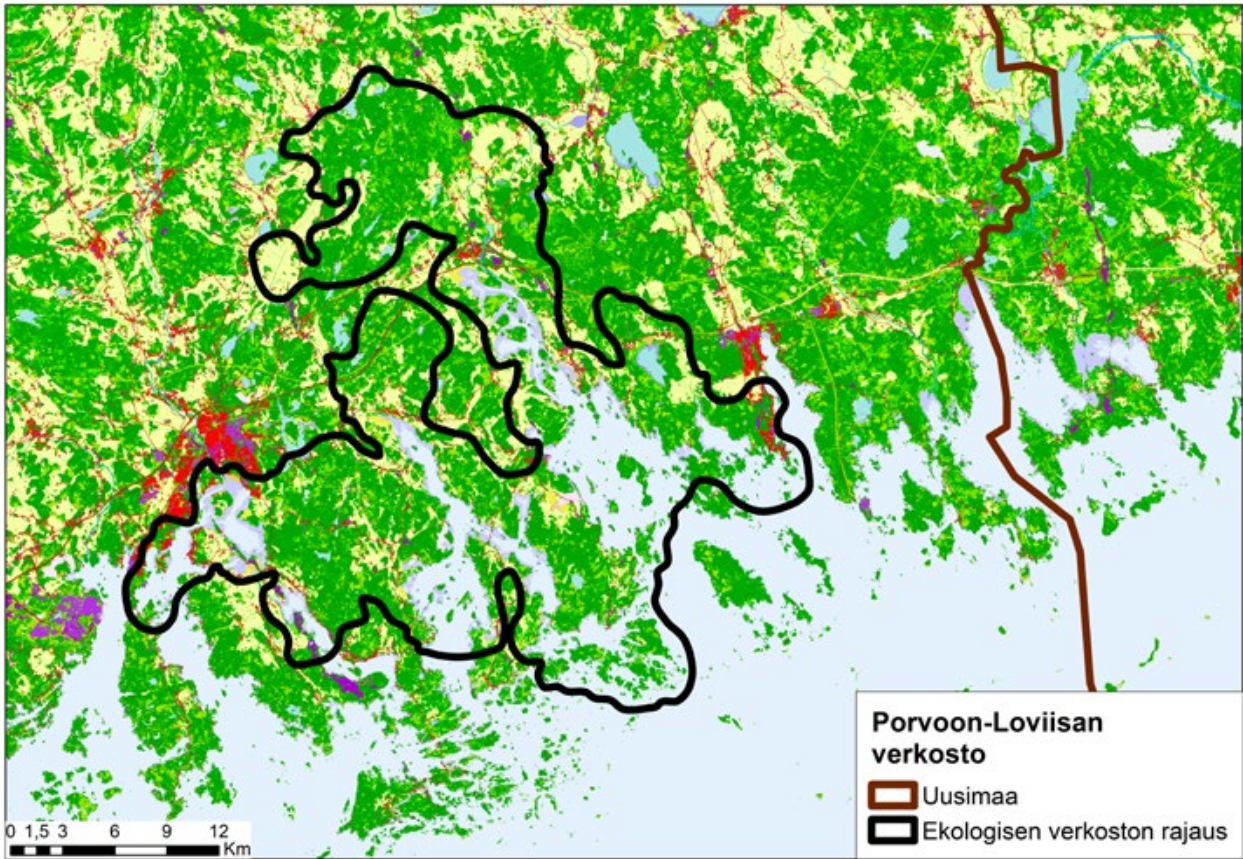 Porvoon-Loviisan
verkosto
Uusimaa
Ekologisen verkoston rajaus
0 1,5 3 6 9 12
Km